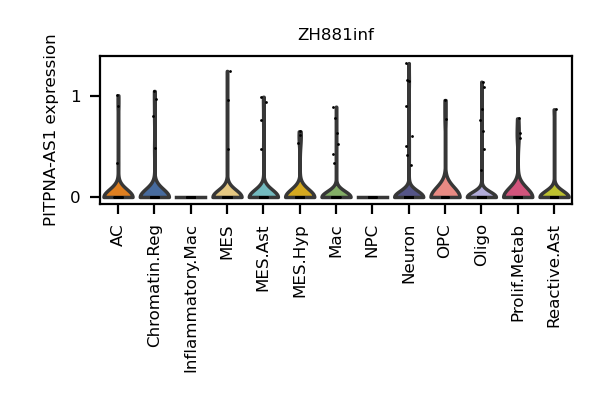 ZH881inf
PITPNA-AS1 expression
1
0
AC
Chromatin.Reg
Inflammatory.Mac
MES
MES.Ast
MES.Hyp
Mac
NPC
Neuron
OPC
Oligo
Prolif.Metab
Reactive.Ast